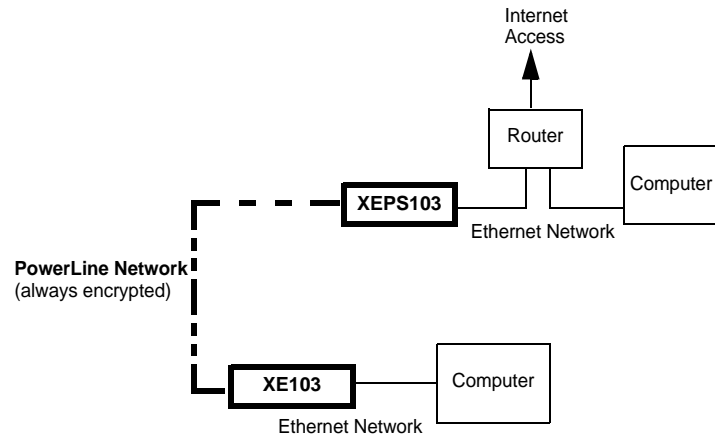 Internet
Access
Router
Computer
XEPS103
Ethernet Network
PowerLine Network
(always encrypted)
XE103
Computer
Ethernet Network